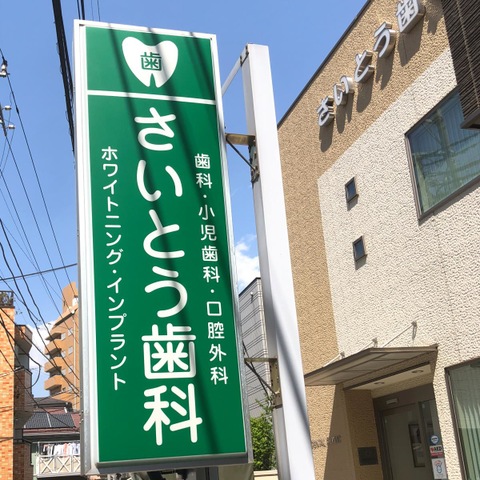 歯
さいとう歯科
歯科・小児歯科・口腔外科
ホワイトニング・インプラント
さいとう歯